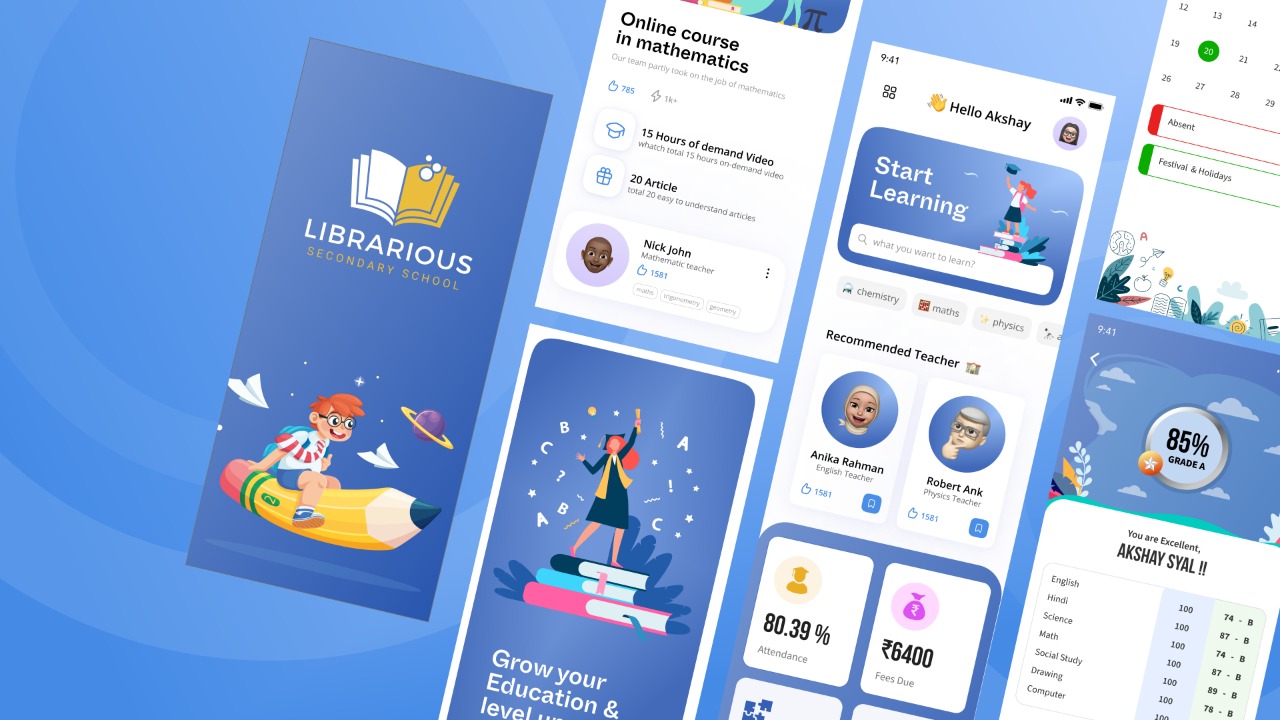 LIBRARIOUS
SECONDARY SCHOOL
2
π
Online course
in mathematics
Our team partly took on the job of mathematics
785
1k+
15 Hours of demand Video
whatch total 15 hours on-demand video
20 Article
total 20 easy to understand articles
Nick John
Mathematic teacher
1581
maths
trigonometry
geometry
B
A
C
?
!
B
A
C
Grow your
Education &
9:41
👋 Hello Akshay
Start
Learning
what you want to learn?
chemistry
maths
physics
Recommended Teacher
Anika Rahman
English Teacher
1581
Robert Ank
Physics Teacher
1581
80.39 %
Attendance
₹6400
Fees Due
12 13 14
19 20 21
26 27 28 29
Absent
Festival & Holidays
A
9:41
85%
GRADE A
You are Excellent,
AKSHAY SYAL !!
English 100 74 - B
Hindi 100 87 - B
Science 100 74 - B
Math 100 87 - B
Social Study 100 89 - B
Drawing 100 78 - B
Computer